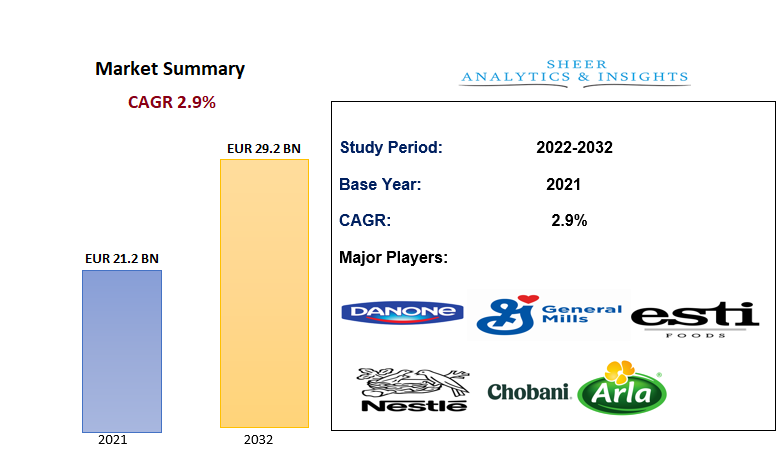 Market Summary
CAGR 2.9%
EUR 29.2 BN
EUR 21.2 BN
2021
2032
SHEER
ANALYTICS & INSIGHTS
Study Period: 2022-2032
Base Year: 2021
CAGR: 2.9%
Major Players:
DANONE
General
Mills
esti
FOODS
Nestlé
Chobani
Arla